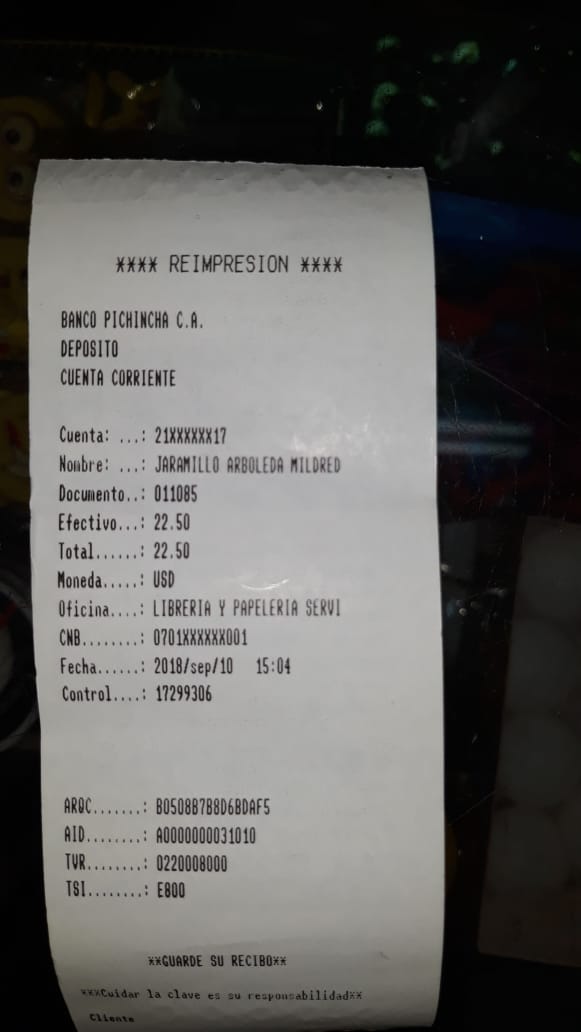 **** REIMPRESION ****
BANCO PICHINCHA C.A.
DEPOSITO
CUENTA CORRIENTE
Cuenta: ...: 21XXXXXX17
Nombre: ...: JARAMILLO ARBOLEDA MILDRED
Documento..: 011085
Efectivo...: 22.50
Total......: 22.50
Moneda.....: USD
Oficina....: LIBRERIA Y PAPELERIA SERVI
CNB........: 0701XXXXXX001
Fecha......: 2018/sep/10 15:04
Control....: 17299306
ARQC.......: B0508B7B8D6BDAF5
AID........: A0000000031010
TVR........: 0220008000
TSI........: E800
**GUARDE SU RECIBO**
***Cuidar la clave es su responsabilidad**
Cliente